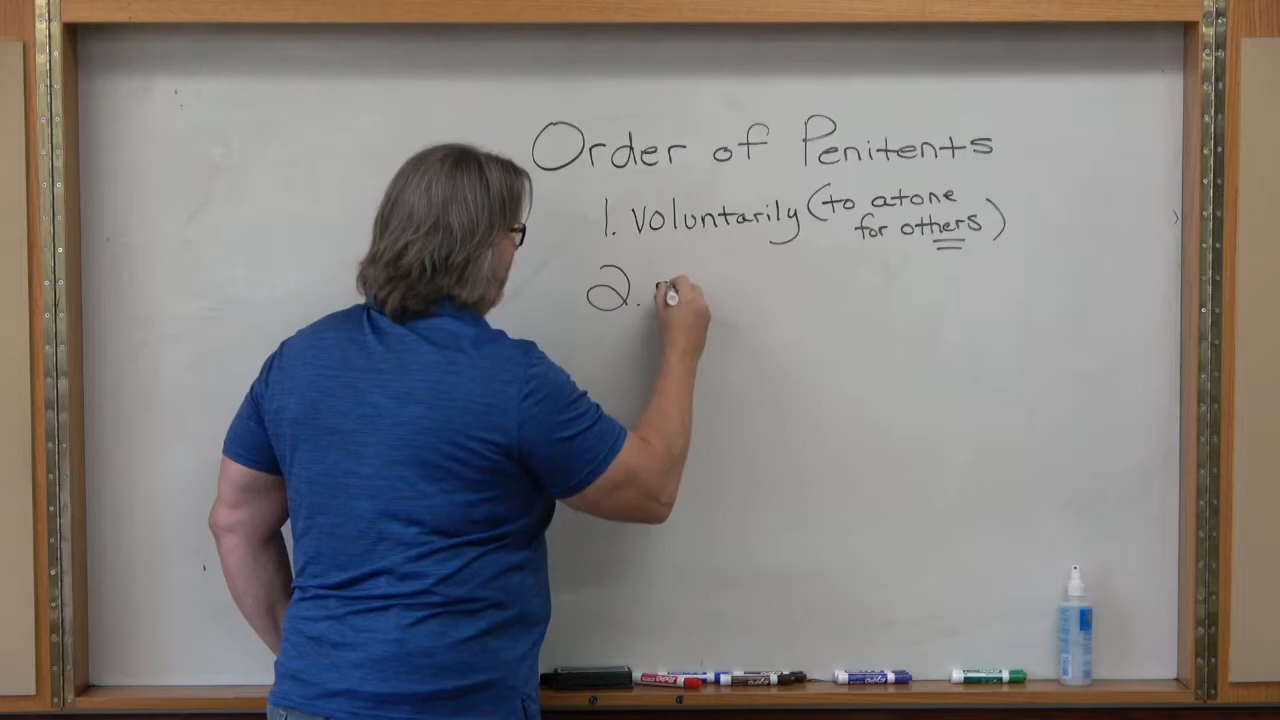 Order of Penitents
1. Voluntarily (to atone
for others)
2.